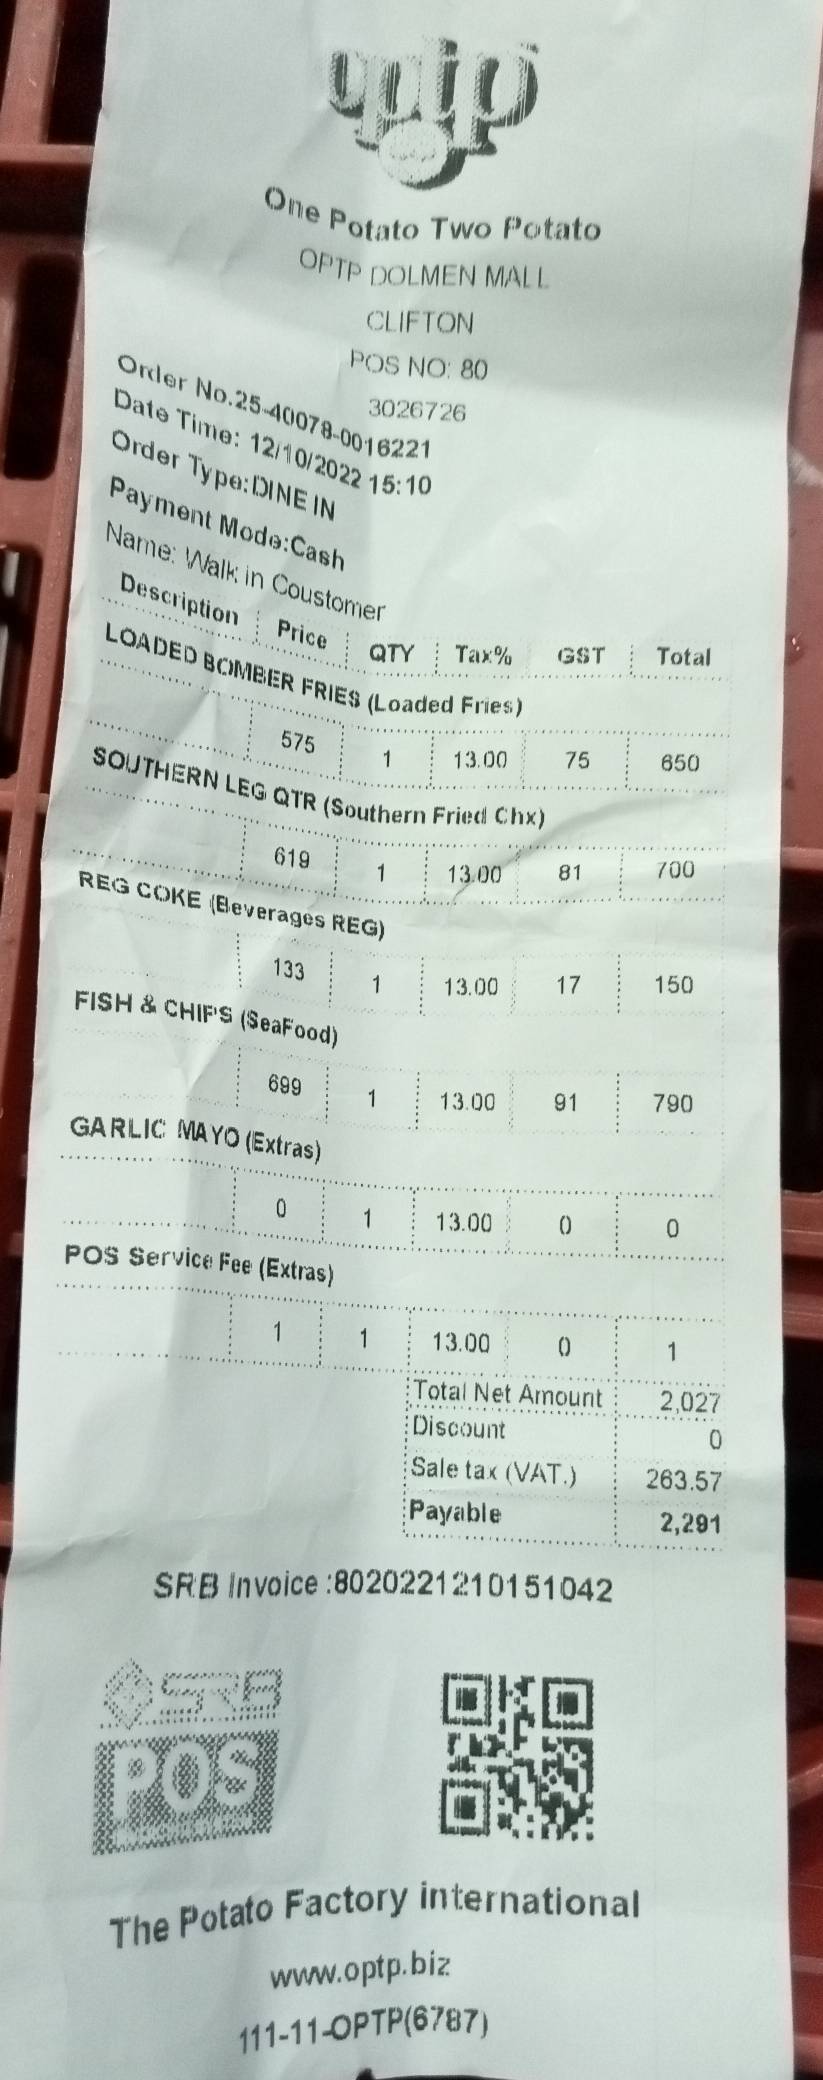 optp
One Potato Two Potato
OPTP DOLMEN MALL
CLIFTON
POS NO: 80
3026726
Order No.25-40078-0016221
Date Time: 12/10/2022 15:10
Order Type:DINE IN
Payment Mode:Cash
Name: Walk in Coustomer
Description Price QTY Tax% GST Total
LOADED BOMBER FRIES (Loaded Fries)
575 1 13.00 75 650
SOUTHERN LEG QTR (Southern Fried Chx)
619 1 13.00 81 700
REG COKE (Beverages REG)
133 1 13.00 17 150
FISH & CHIPS (SeaFood)
699 1 13.00 91 790
GARLIC MAYO (Extras)
0 1 13.00 0 0
POS Service Fee (Extras)
1 1 13.00 0 1
Total Net Amount 2,027
Discount 0
Sale tax (VAT.) 263.57
Payable 2,291
SRB Invoice :8020221210151042
SRB
POS
The Potato Factory international
www.optp.biz
111-11-OPTP(6787)